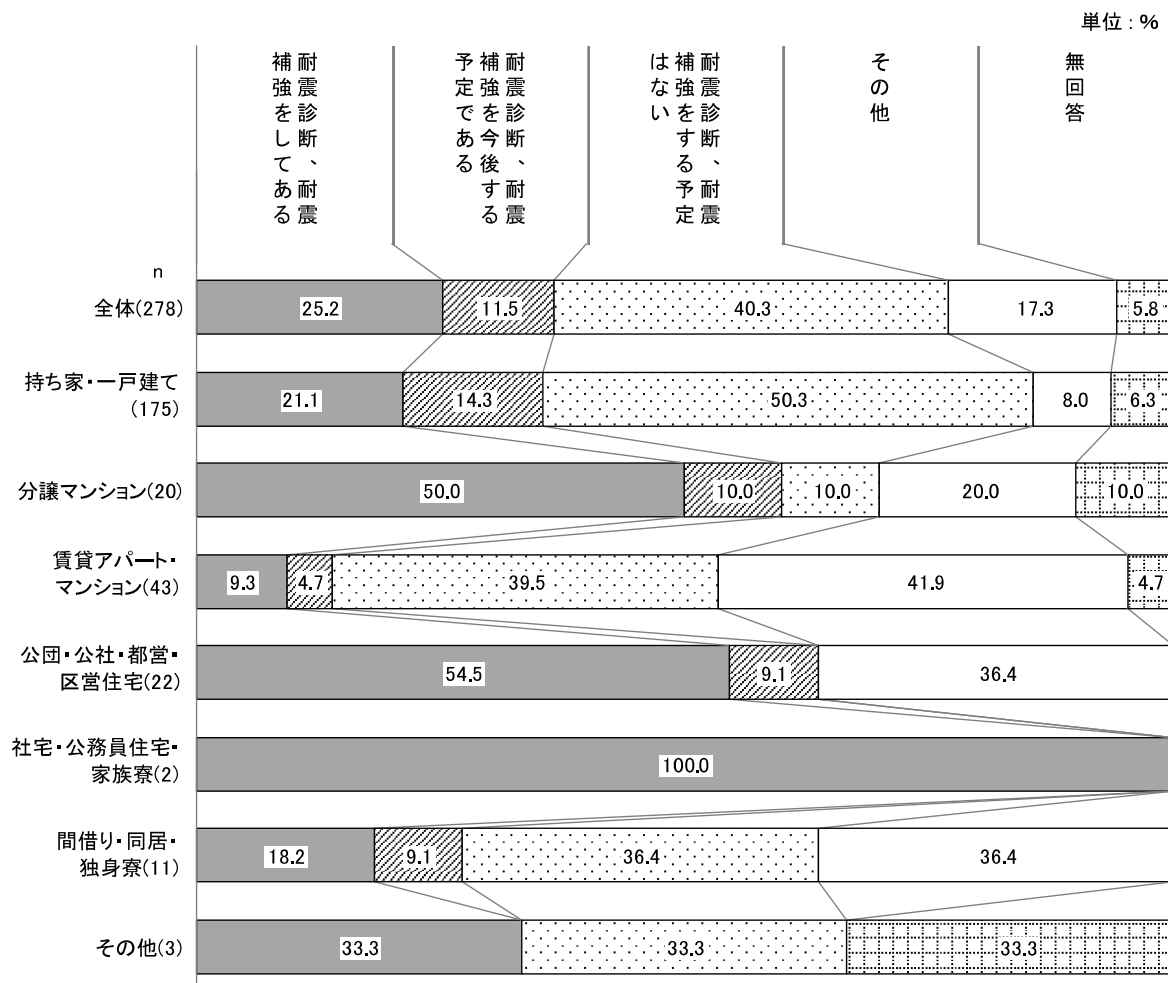 単位：%
耐震診断、耐震
補強をしてある
耐震診断、耐震
補強を今後する
予定である
耐震診断、耐震
補強をする予定
はない
その他
無回答
n
全体(278)
25.2
11.5
40.3
17.3
5.8
持ち家・一戸建て
(175)
21.1
14.3
50.3
8.0
6.3
分譲マンション(20)
50.0
10.0
10.0
20.0
10.0
賃貸アパート・
マンション(43)
9.3
4.7
39.5
41.9
4.7
公団・公社・都営・
区営住宅(22)
54.5
9.1
36.4
社宅・公務員住宅・
家族寮(2)
100.0
間借り・同居・
独身寮(11)
18.2
9.1
36.4
36.4
その他(3)
33.3
33.3
33.3